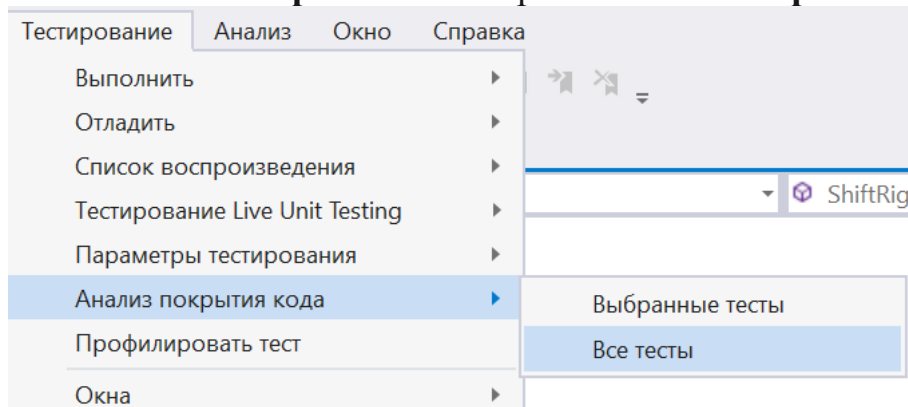 Тестирование Анализ Окно Справка
Выполнить
Отладить
Список воспроизведения
Тестирование Live Unit Testing
ShiftRig
Параметры тестирования
Анализ покрытия кода
Выбранные тесты
Профилировать тест
Все тесты
Окна